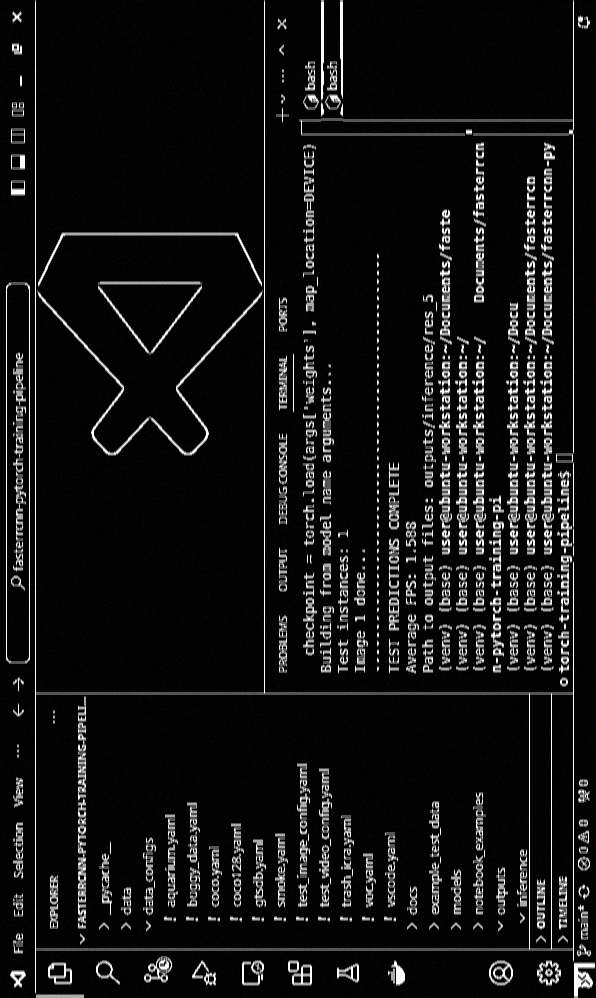 File Edit Selection View ...
fasterrcnn-pytorch-training-pipeline
EXPLORER ...
FASTERRCNN-PYTORCH-TRAINING-PIPELI...
__pycache__
data
data_configs
! aquarium.yaml
! buggy_data.yaml
! coco.yaml
! coco128.yaml
! gtsdb.yaml
! smoke.yaml
! test_image_config.yaml
! test_video_config.yaml
! trash_icra.yaml
! voc.yaml
! vscode.yaml
docs
example_test_data
models
notebook_examples
outputs
inference
OUTLINE
TIMELINE
PROBLEMS OUTPUT DEBUG CONSOLE TERMINAL PORTS
bash
bash
checkpoint = torch.load(args['weights'], map_location=DEVICE)
Building from model name arguments...
Test instances: 1
Image 1 done...
--------------------------------------------------
TEST PREDICTIONS COMPLETE
Average FPS: 1.588
Path to output files: outputs/inference/res_5
(venv) (base) user@ubuntu-workstation:~/Documents/faste
(venv) (base) user@ubuntu-workstation:~/
(venv) (base) user@ubuntu-workstation:~/ Documents/fasterrcn
n-pytorch-training-pi
(venv) (base) user@ubuntu-workstation:~/Docu
(venv) (base) user@ubuntu-workstation:~/Documents/fasterrcn
(venv) (base) user@ubuntu-workstation:~/Documents/fasterrcnn-py
torch-training-pipeline$
main* 0 0 0